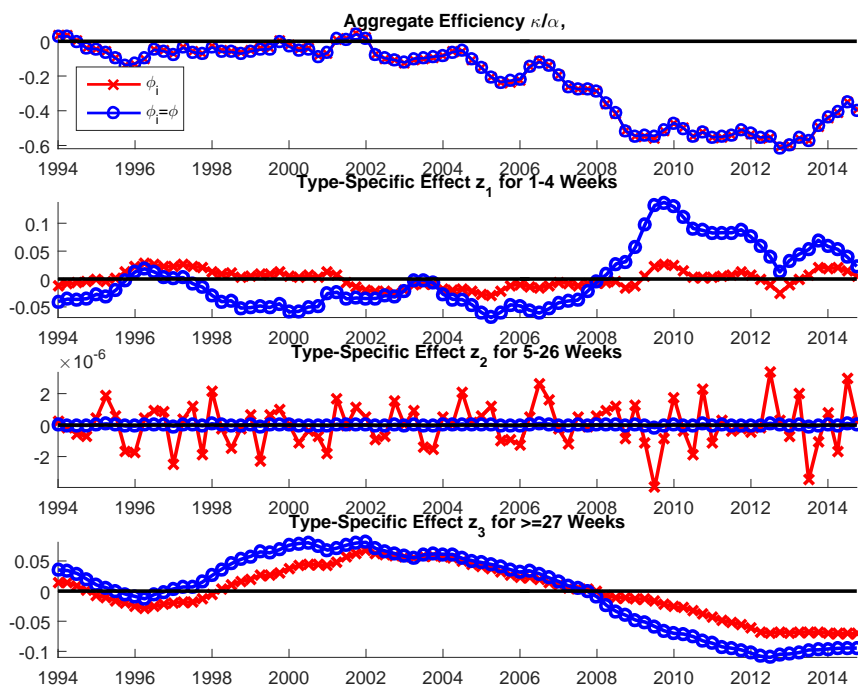 Aggregate Efficiency κ/α,
0
-0.2
-0.4
-0.6
ϕi
ϕi=ϕ
1994 1996 1998 2000 2002 2004 2006 2008 2010 2012 2014
Type-Specific Effect z1 for 1-4 Weeks
0.1
0.05
0
-0.05
1994 1996 1998 2000 2002 2004 2006 2008 2010 2012 2014
×10-6
Type-Specific Effect z2 for 5-26 Weeks
2
0
-2
1994 1996 1998 2000 2002 2004 2006 2008 2010 2012 2014
Type-Specific Effect z3 for >=27 Weeks
0.05
0
-0.05
-0.1
1994 1996 1998 2000 2002 2004 2006 2008 2010 2012 2014